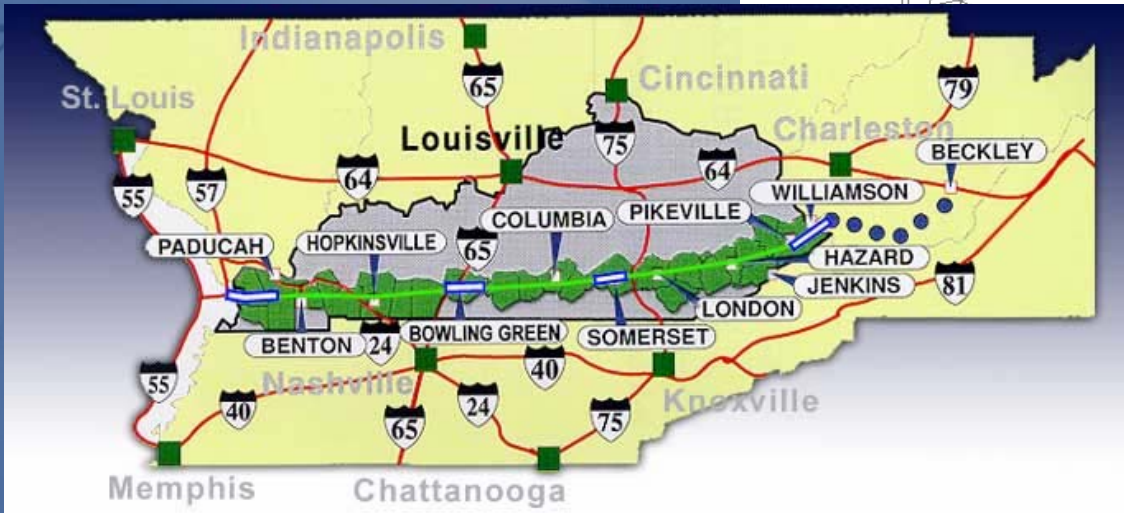 Indianapolis
65
Cincinnati
79
St. Louis
Louisville
75
Charleston
BECKLEY
55
57
64
64
WILLIAMSON
COLUMBIA
PIKEVILLE
PADUCAH
HOPKINSVILLE
65
HAZARD
JENKINS
81
LONDON
BENTON
24
BOWLING GREEN
SOMERSET
55
Nashville
40
Knoxville
40
65
24
75
Memphis
Chattanooga